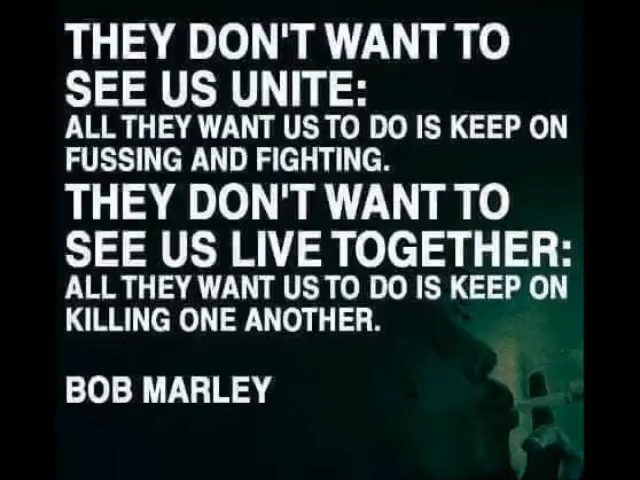 THEY DON'T WANT TO
SEE US UNITE:
ALL THEY WANT US TO DO IS KEEP ON
FUSSING AND FIGHTING.
THEY DON'T WANT TO
SEE US LIVE TOGETHER:
ALL THEY WANT US TO DO IS KEEP ON
KILLING ONE ANOTHER.
BOB MARLEY